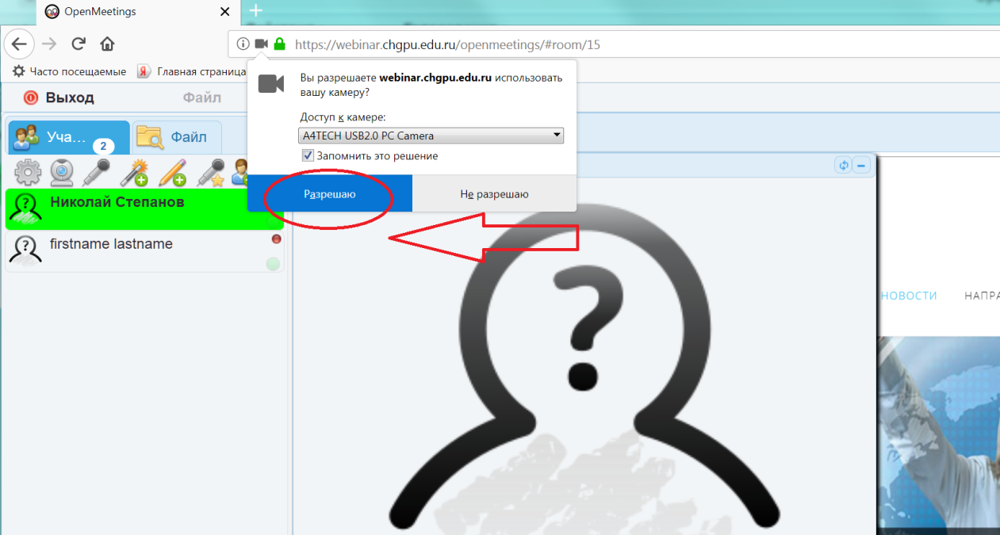 OpenMeetings
https://webinar.chgpu.edu.ru/openmeetings/#room/15
Часто посещаемые
Главная страница
Вы разрешаете webinar.chgpu.edu.ru использовать
вашу камеру?
Доступ к камере:
A4TECH USB2.0 PC Camera
Запомнить это решение
Разрешаю
Не разрешаю
Выход
Файл
Уча...
2
Файл
Николай Степанов
firstname lastname
НОВОСТИ
НАПРА